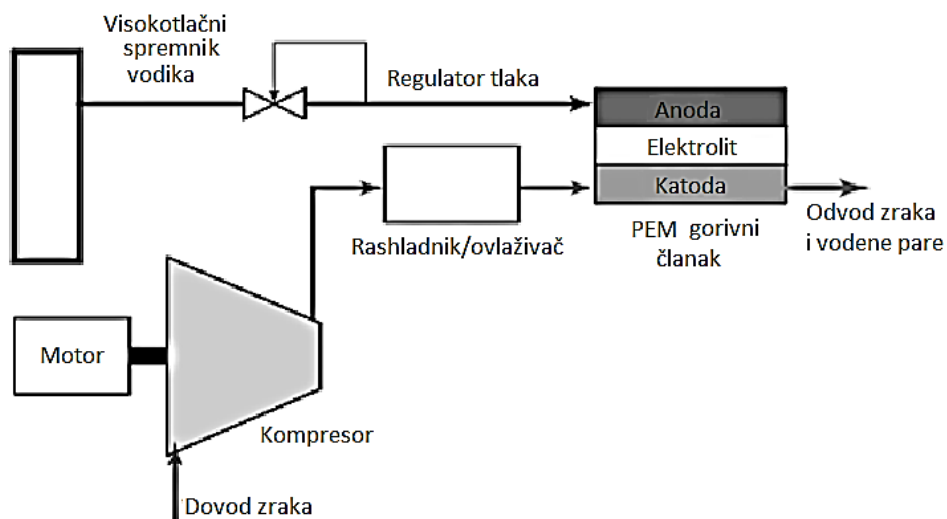 Visokotlačni
spremnik
vodika
Regulator tlaka
Anoda
Elektrolit
Katoda
PEM gorivni
članak
Odvod zraka
i vodene pare
Rashladnik/ovlaživač
Motor
Kompresor
Dovod zraka